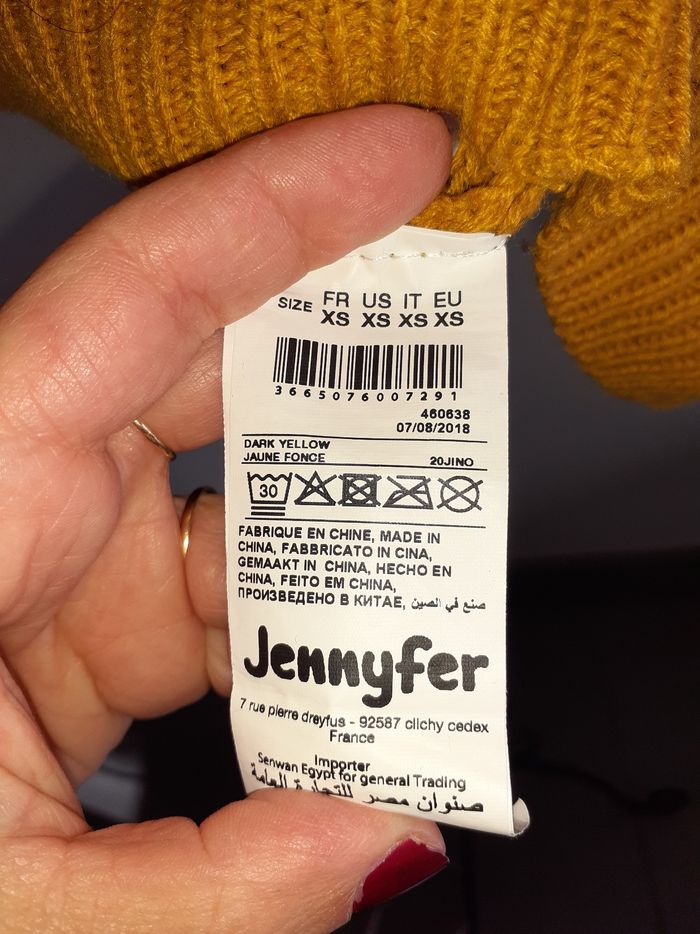 SIZE FR US IT EU
XS XS XS XS
3665076007291
460638
07/08/2018
DARK YELLOW
JAUNE FONCE 20JINO
30
FABRIQUE EN CHINE, MADE IN
CHINA, FABBRICATO IN CINA,
GEMAAKT IN CHINA, HECHO EN
CHINA, FEITO EM CHINA,
ПРОИЗВЕДЕНО В КИТАЕ, صنع في الصين
Jennyfer
7 rue pierre dreyfus - 92587 clichy cedex
France
Importer
Senwan Egypt for general Trading
صنوان مصر للتجارة العامة